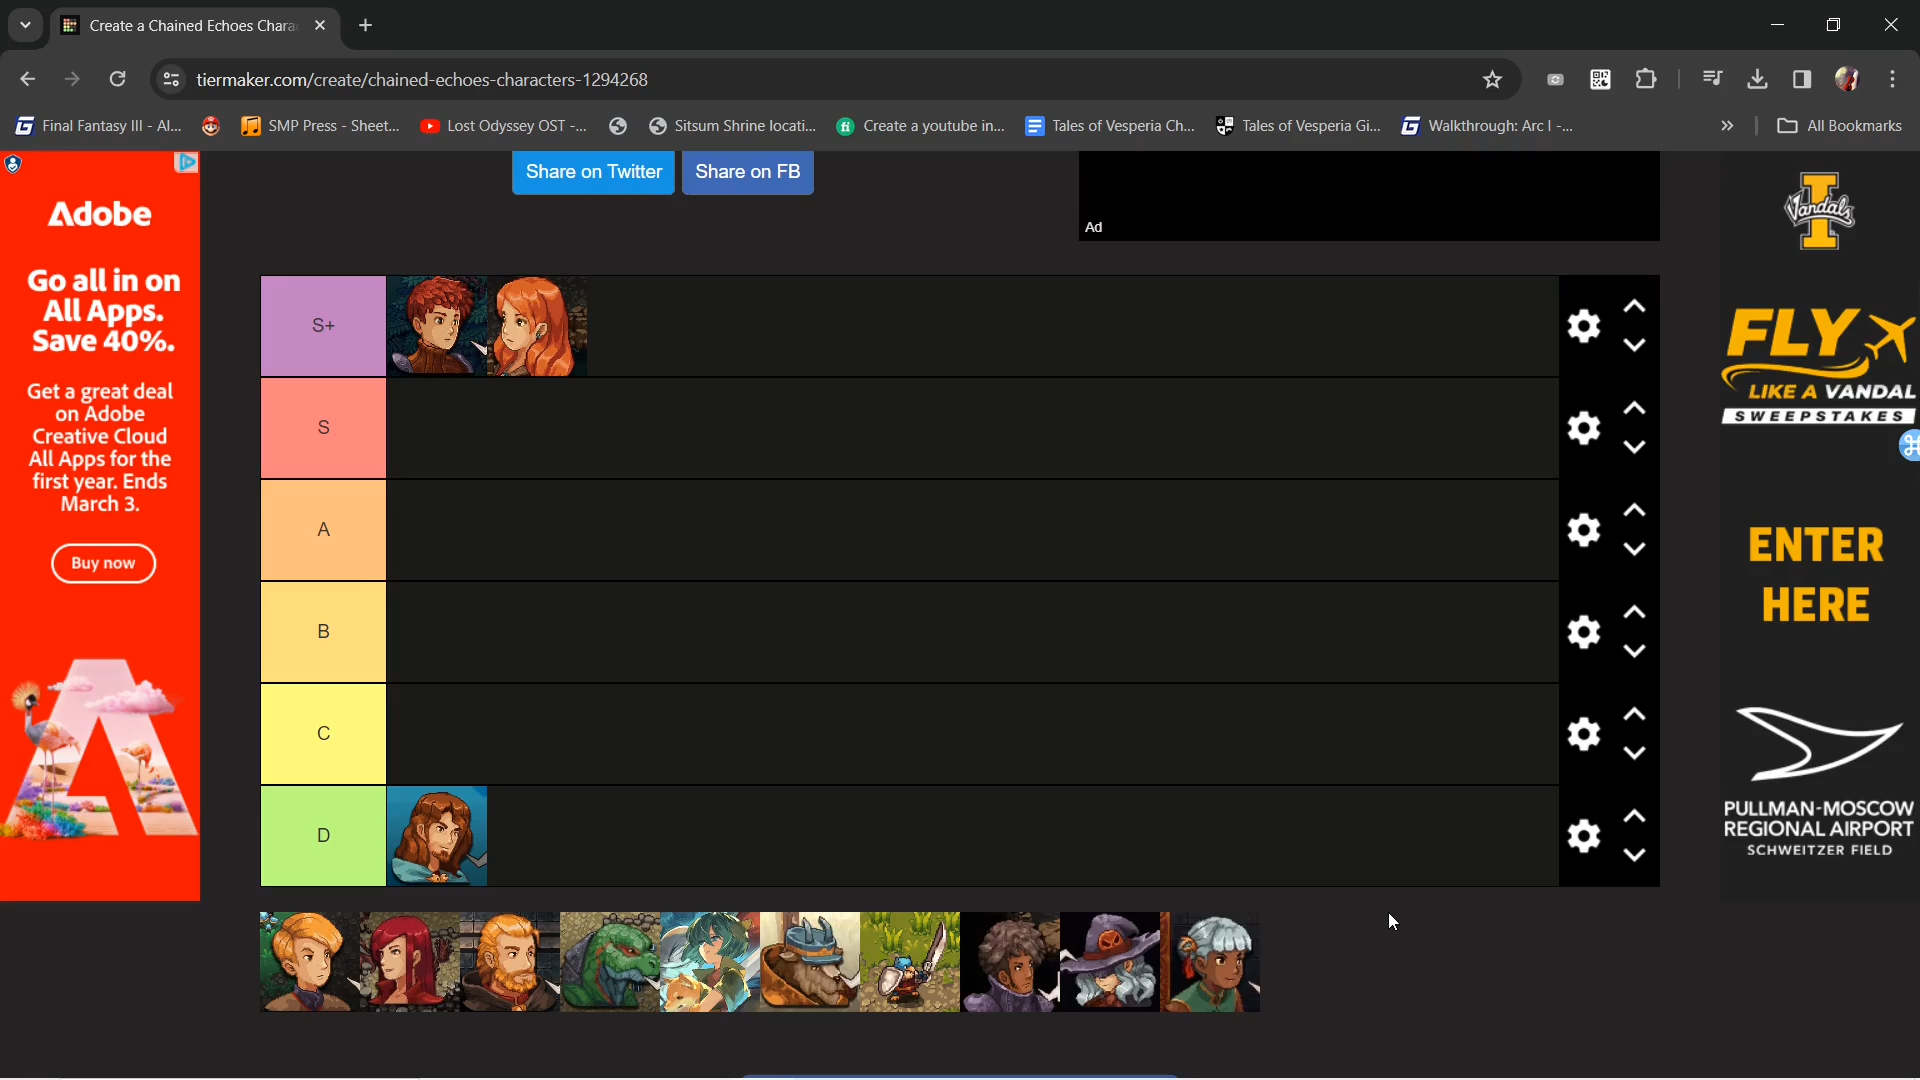 Create a Chained Echoes Chara
tiermaker.com/create/chained-echoes-characters-1294268
Final Fantasy III - Al...
SMP Press - Sheet...
Lost Odyssey OST -...
Sitsum Shrine locati...
Create a youtube in...
Tales of Vesperia Ch...
Tales of Vesperia Gi...
Walkthrough: Arc I -...
All Bookmarks
Share on Twitter
Share on FB
Ad
Adobe
Go all in on
All Apps.
Save 40%.
Get a great deal
on Adobe
Creative Cloud
All Apps for the
first year. Ends
March 3.
Buy now
S+
S
A
B
C
D
I
Vandals
FLY
LIKE A VANDAL
SWEEPSTAKES
ENTER
HERE
PULLMAN-MOSCOW
REGIONAL AIRPORT
SCHWEITZER FIELD